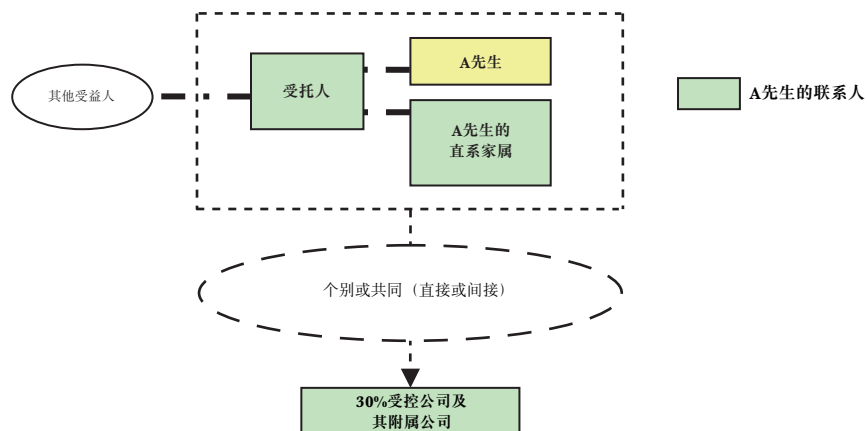 A先生
其他受益人
受托人
A先生的联系人
A先生的
直系家属
个别或共同（直接或间接）
30%受控公司及
其附属公司